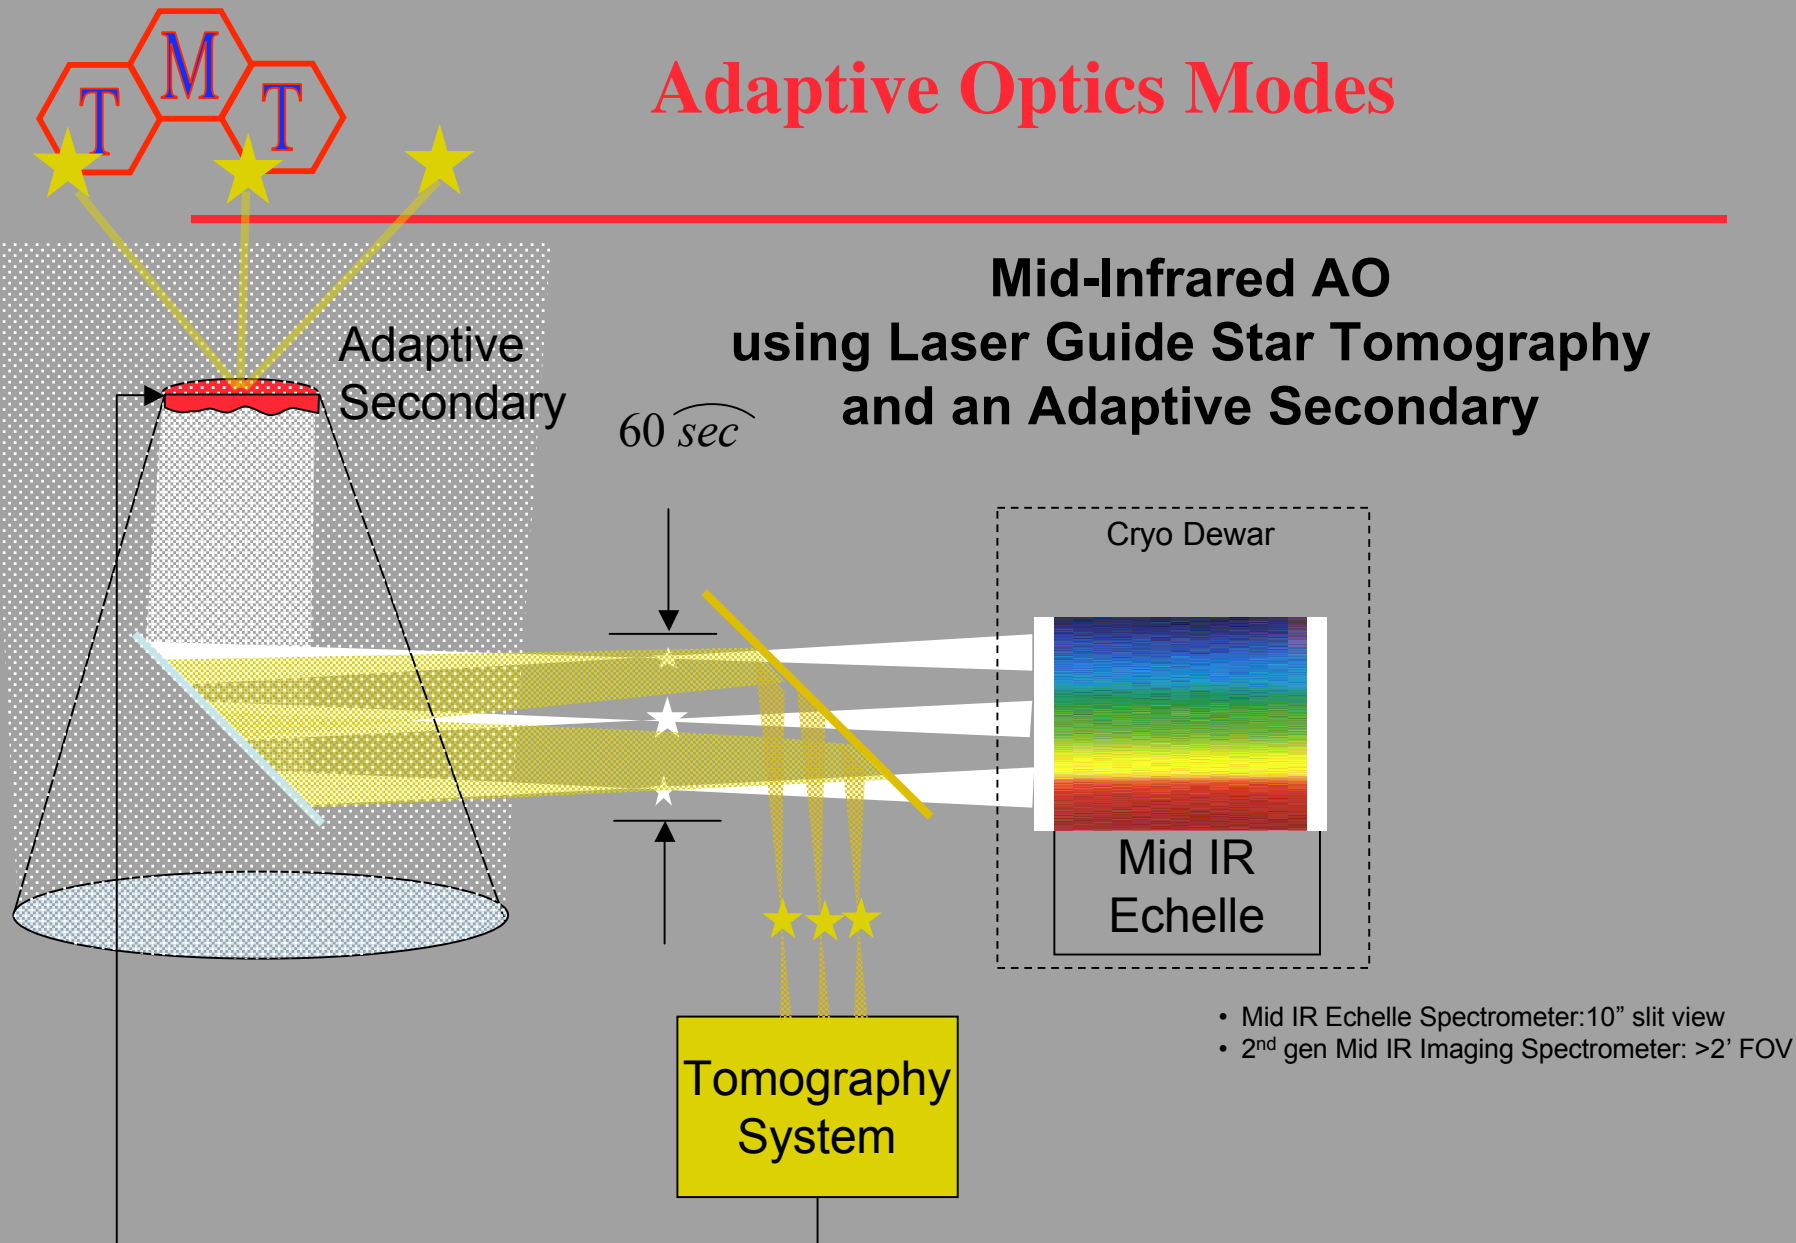 TMT
Adaptive Optics Modes
Mid-Infrared AO
using Laser Guide Star Tomography
and an Adaptive Secondary
Adaptive
Secondary
60 sec
Cryo Dewar
Mid IR
Echelle
• Mid IR Echelle Spectrometer:10” slit view
• 2nd gen Mid IR Imaging Spectrometer: >2’ FOV
Tomography
System